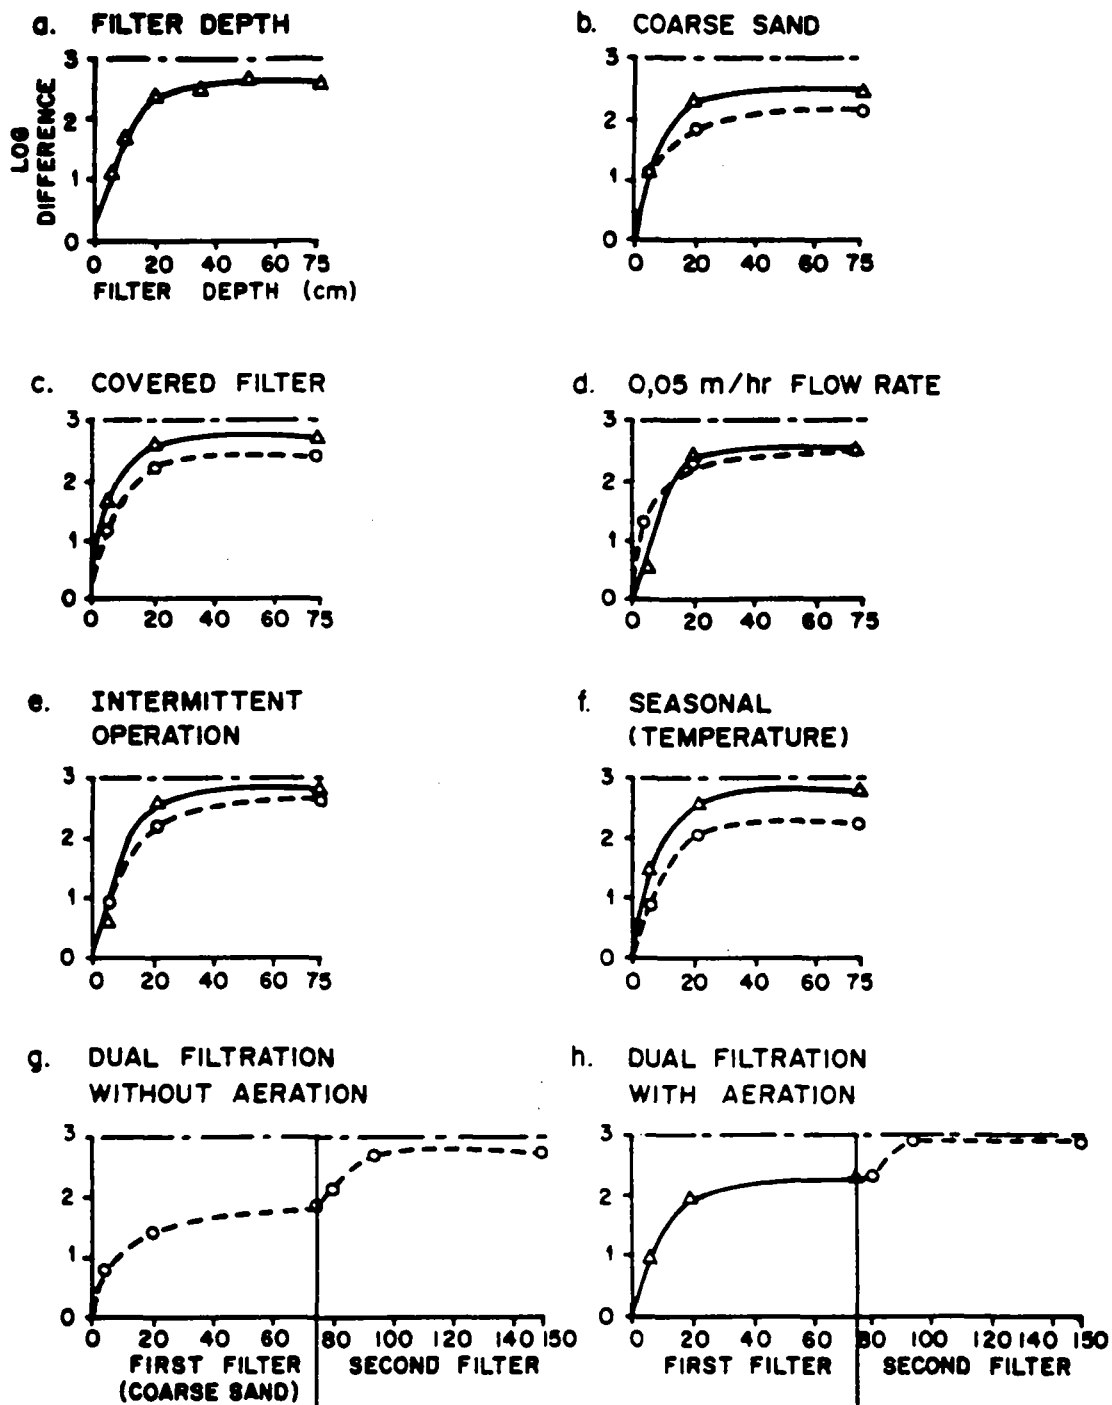 a. FILTER DEPTH
3
2
1
0
LOG
DIFFERENCE
0 20 40 60 75
FILTER DEPTH (cm)
b. COARSE SAND
3
2
1
0
0 20 40 60 75
c. COVERED FILTER
3
2
1
0
0 20 40 60 75
d. 0,05 m/hr FLOW RATE
3
2
1
0
0 20 40 60 75
e. INTERMITTENT
OPERATION
3
2
1
0
0 20 40 60 75
f. SEASONAL
(TEMPERATURE)
3
2
1
0
0 20 40 60 75
g. DUAL FILTRATION
WITHOUT AERATION
3
2
1
0
0 20 40 60 80 100 120 140 150
FIRST FILTER SECOND FILTER
(COARSE SAND)
h. DUAL FILTRATION
WITH AERATION
3
2
1
0
0 20 40 60 80 100 120 140 150
FIRST FILTER SECOND FILTER